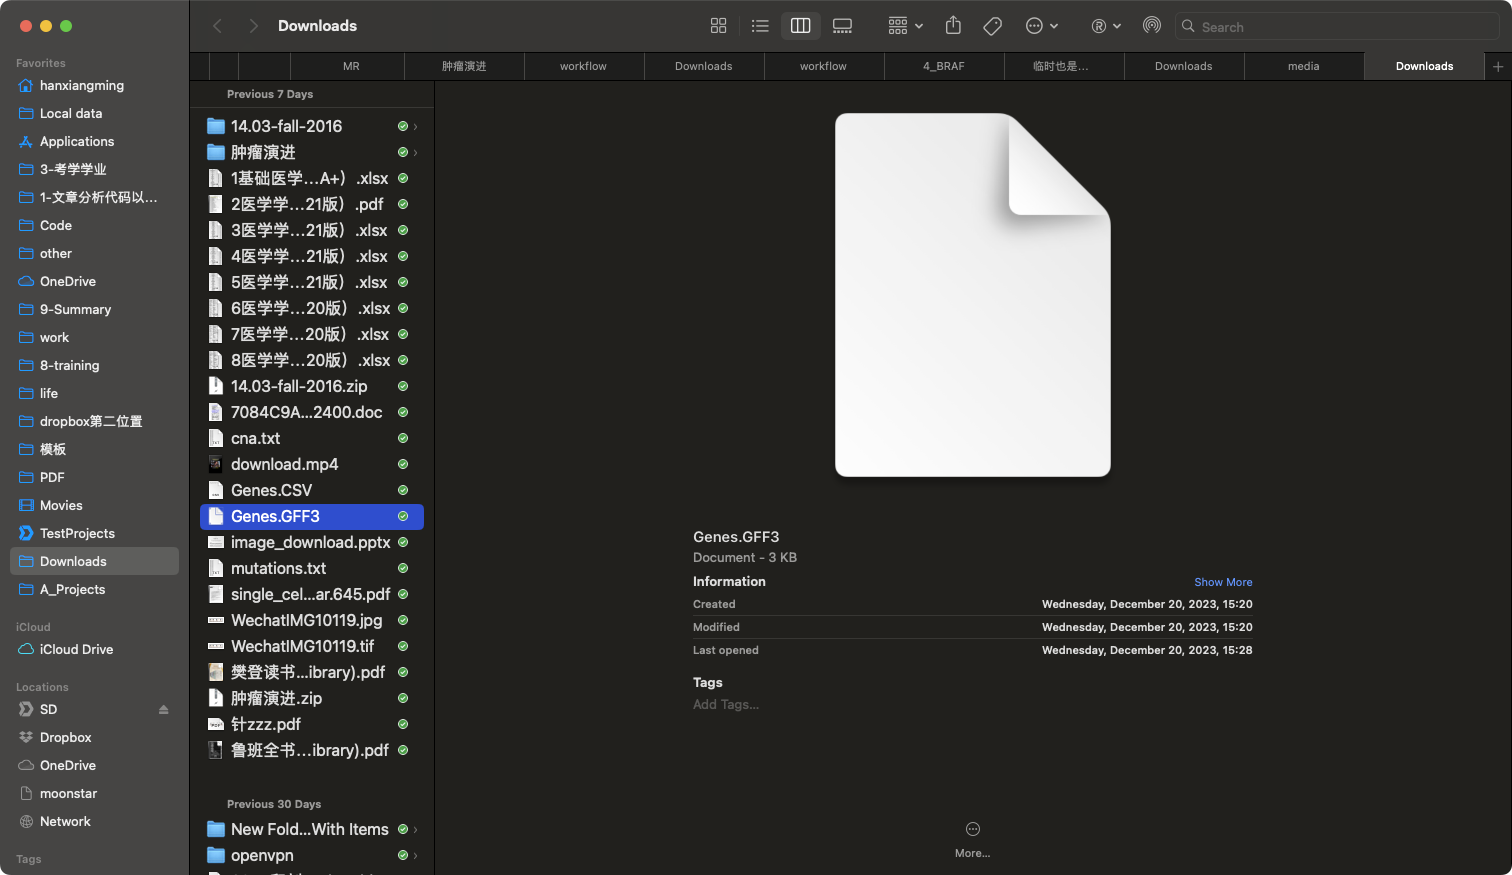 Downloads
Search
MR
肿瘤演进
workflow
Downloads
workflow
4_BRAF
临时也是...
Downloads
media
Downloads
Favorites
hanxiangming
Local data
Applications
3-考学学业
1-文章分析代码以...
Code
other
OneDrive
9-Summary
work
8-training
life
dropbox第二位置
模板
PDF
Movies
TestProjects
Downloads
A_Projects
iCloud
iCloud Drive
Locations
SD
Dropbox
OneDrive
moonstar
Network
Tags
Previous 7 Days
14.03-fall-2016
肿瘤演进
1基础医学...A+）.xlsx
2医学学...21版）.pdf
3医学学...21版）.xlsx
4医学学...21版）.xlsx
5医学学...21版）.xlsx
6医学学...20版）.xlsx
7医学学...20版）.xlsx
8医学学...20版）.xlsx
14.03-fall-2016.zip
7084C9A...2400.doc
cna.txt
download.mp4
Genes.CSV
Genes.GFF3
image_download.pptx
mutations.txt
single_cel...ar.645.pdf
WechatIMG10119.jpg
WechatIMG10119.tif
樊登读书...ibrary).pdf
肿瘤演进.zip
针zzz.pdf
鲁班全书...ibrary).pdf
Previous 30 Days
New Fold...With Items
openvpn
Genes.GFF3
Document - 3 KB
Information
Show More
Created
Wednesday, December 20, 2023, 15:20
Modified
Wednesday, December 20, 2023, 15:20
Last opened
Wednesday, December 20, 2023, 15:28
Tags
Add Tags...
More...